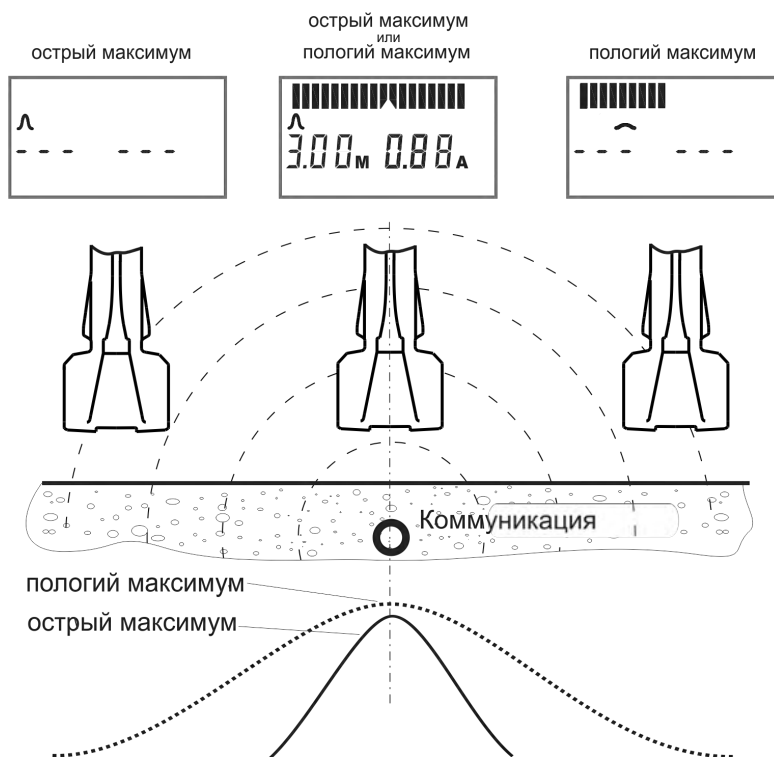 острый максимум
острый максимум
или
пологий максимум
пологий максимум
- - - - - -
3.00м 0.88А
- - - - - -
Коммуникация
пологий максимум
острый максимум